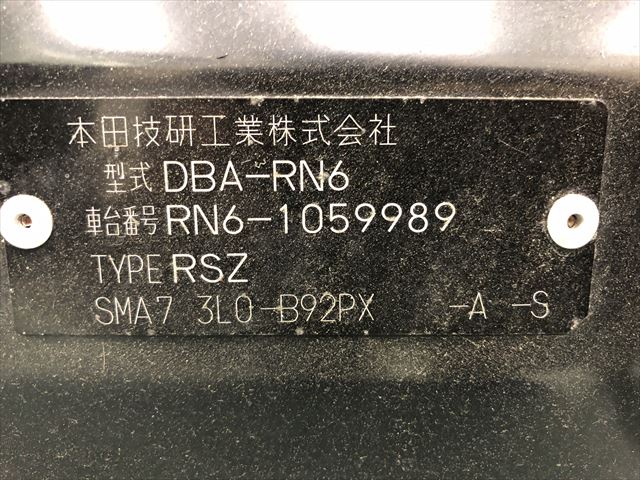 本田技研工業株式会社
型式 DBA-RN6
車台番号 RN6-1059989
TYPE RSZ
SMA7 3L0-B92PX -A -S